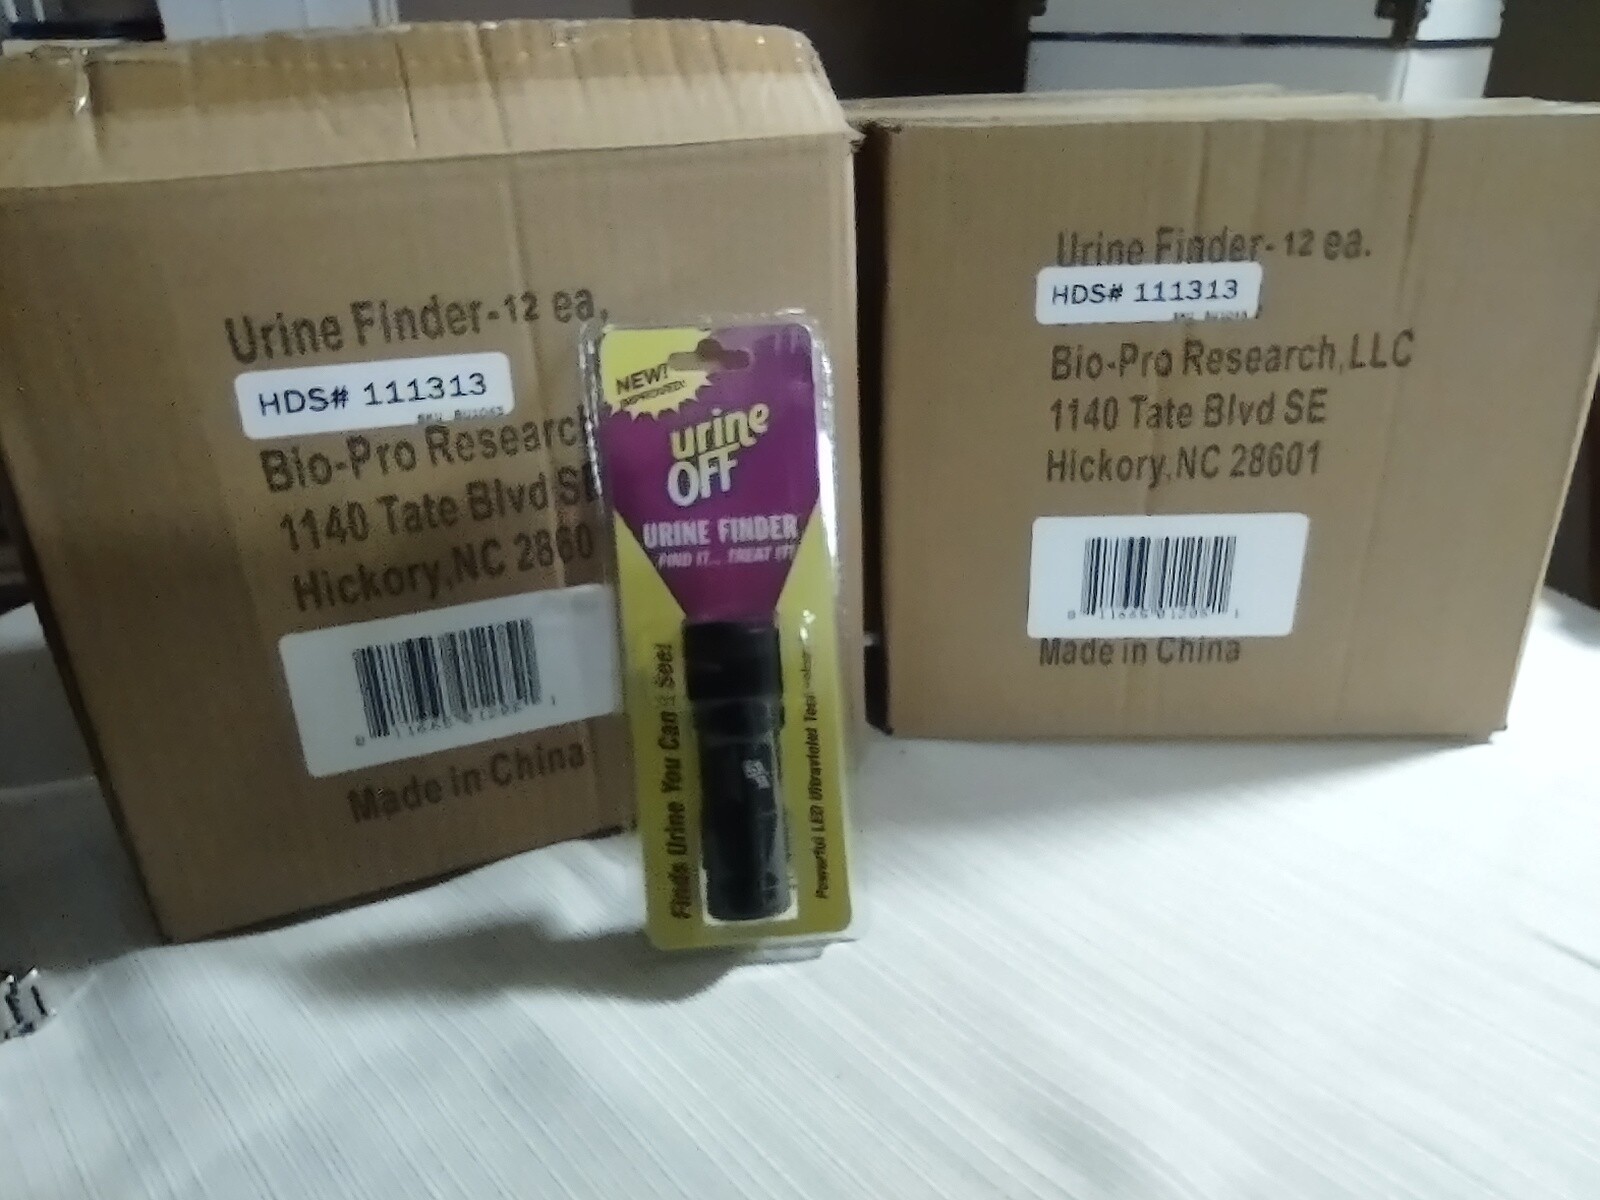 Urine Finder-12 ea.
HDS# 111313
Bio-Pro Research
1140 Tate Blvd SE
Hickory,NC 2860
Made in China
NEW!
IMPROVED!
urine
OFF
URINE FINDER
FIND IT... TREAT IT!
Finds Urine You Can't See!
Powerful LED Ultraviolet
Urine Finder-12 ea.
HDS# 111313
Bio-Pro Research,LLC
1140 Tate Blvd SE
Hickory,NC 28601
Made in China